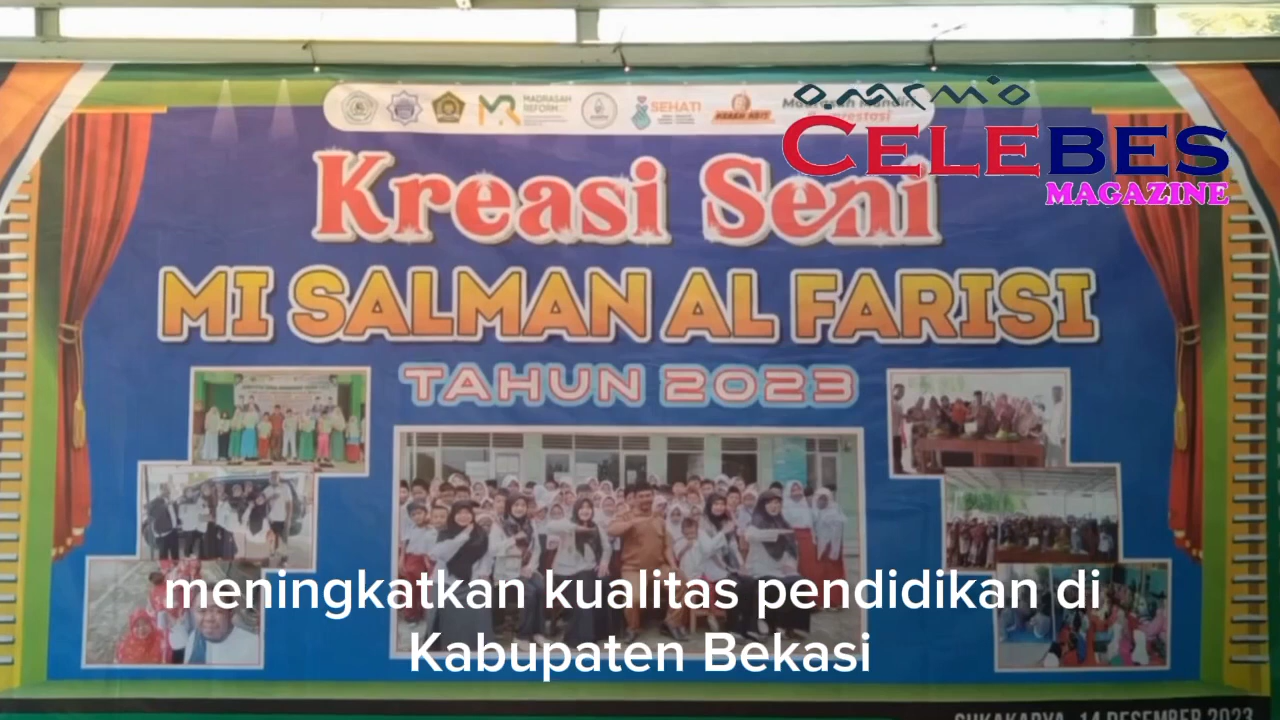 MADRASAH
REFORM
SEHATI
CELEBES
MAGAZINE
Kreasi Seni
MI SALMAN AL FARISI
TAHUN 2023
meningkatkan kualitas pendidikan di
Kabupaten Bekasi
SUKAKARYA, 14 DESEMBER 2023